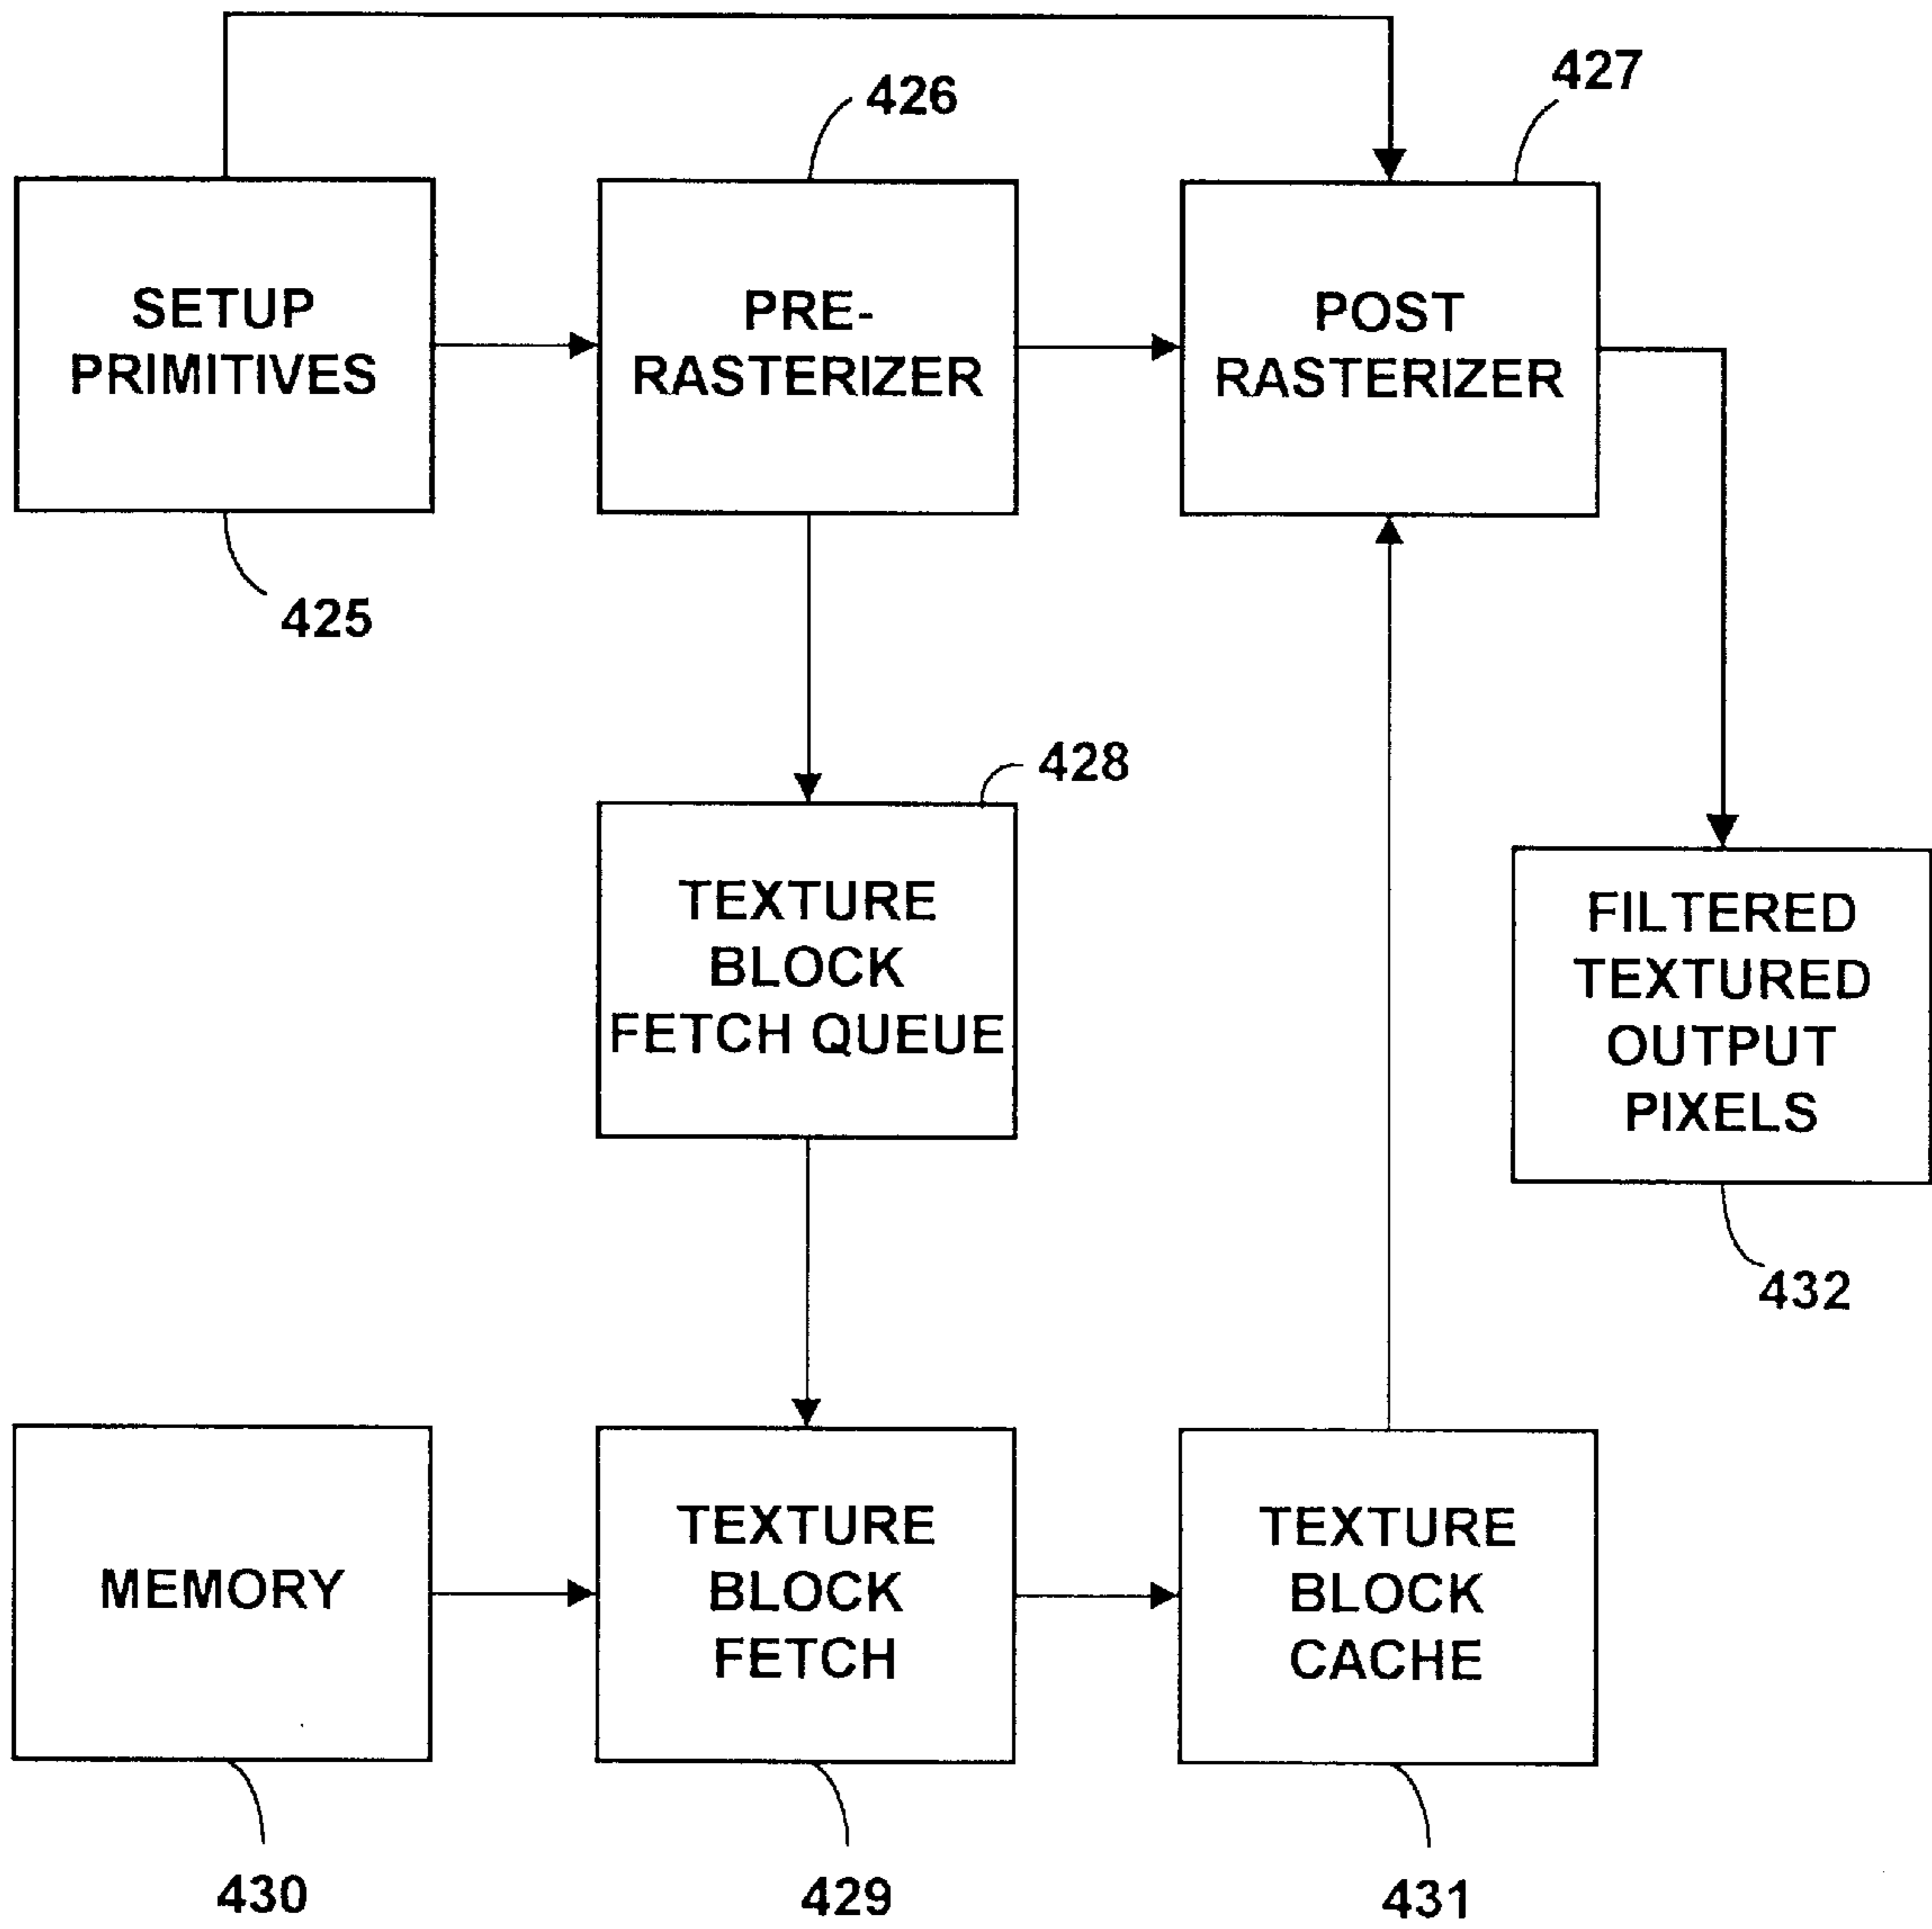 426
427
SETUP
PRIMITIVES
PRE-
RASTERIZER
POST
RASTERIZER
425
428
TEXTURE
BLOCK
FETCH QUEUE
FILTERED
TEXTURED
OUTPUT
PIXELS
432
MEMORY
TEXTURE
BLOCK
FETCH
TEXTURE
BLOCK
CACHE
430
429
431